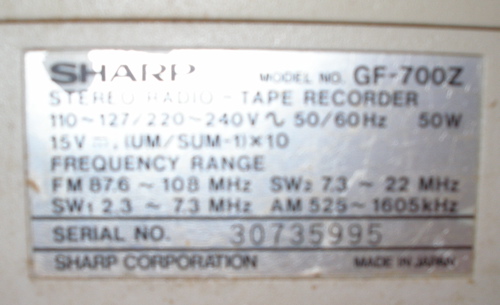 SHARP MODEL NO. GF-700Z
STEREO RADIO - TAPE RECORDER
110~127/220~240V ∿ 50/60Hz 50W
15V ⎓, (UM/SUM-1)×10
FREQUENCY RANGE
FM 87.6 ~ 108 MHz SW2 7.3 ~ 22 MHz
SW1 2.3 ~ 7.3 MHz AM 525~1605kHz
SERIAL NO. 30735995
SHARP CORPORATION MADE IN JAPAN